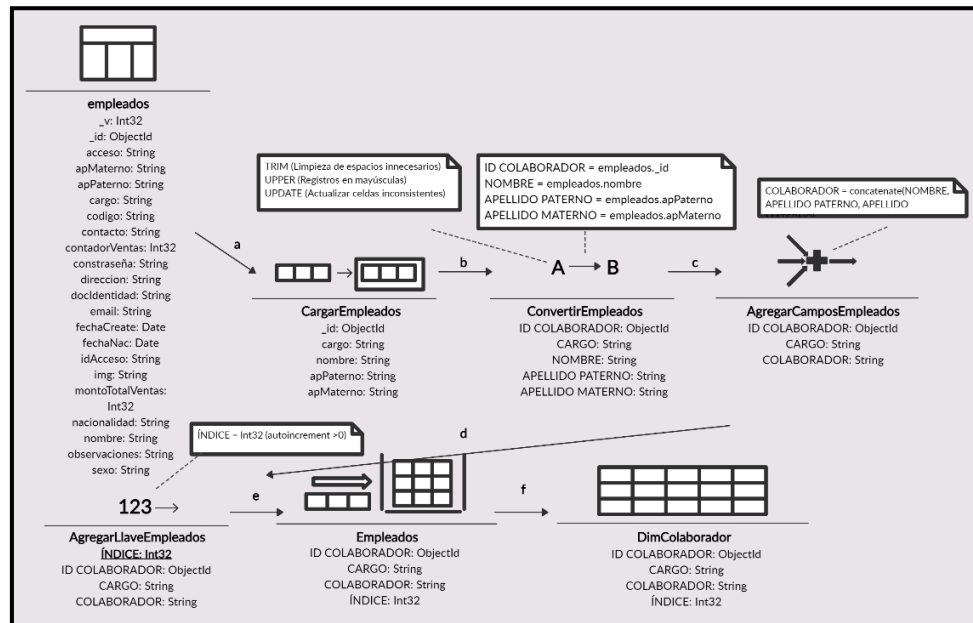 empleados
_v: Int32
_id: ObjectId
acceso: String
apMaterno: String
apPaterno: String
cargo: String
codigo: String
contacto: String
contadorVentas: Int32
constraseña: String
direccion: String
docIdentidad: String
email: String
fechaCreate: Date
fechaNac: Date
idAcceso: String
img: String
montoTotalVentas:
Int32
nacionalidad: String
nombre: String
observaciones: String
sexo: String
a
TRIM (Limpieza de espacios innecesarios)
UPPER (Registros en mayúsculas)
UPDATE (Actualizar celdas inconsistentes)
CargarEmpleados
_id: ObjectId
cargo: String
nombre: String
apPaterno: String
apMaterno: String
b
ID COLABORADOR = empleados._id
NOMBRE = empleados.nombre
APELLIDO PATERNO = empleados.apPaterno
APELLIDO MATERNO = empleados.apMaterno
A B
ConvertirEmpleados
ID COLABORADOR: ObjectId
CARGO: String
NOMBRE: String
APELLIDO PATERNO: String
APELLIDO MATERNO: String
c
COLABORADOR = concatenate(NOMBRE,
APELLIDO PATERNO, APELLIDO
AgregarCamposEmpleados
ID COLABORADOR: ObjectId
CARGO: String
COLABORADOR: String
d
ÍNDICE = Int32 (autoincrement >0)
123
AgregarLlaveEmpleados
ÍNDICE: Int32
ID COLABORADOR: ObjectId
CARGO: String
COLABORADOR: String
e
Empleados
ID COLABORADOR: ObjectId
CARGO: String
COLABORADOR: String
ÍNDICE: Int32
f
DimColaborador
ID COLABORADOR: ObjectId
CARGO: String
COLABORADOR: String
ÍNDICE: Int32